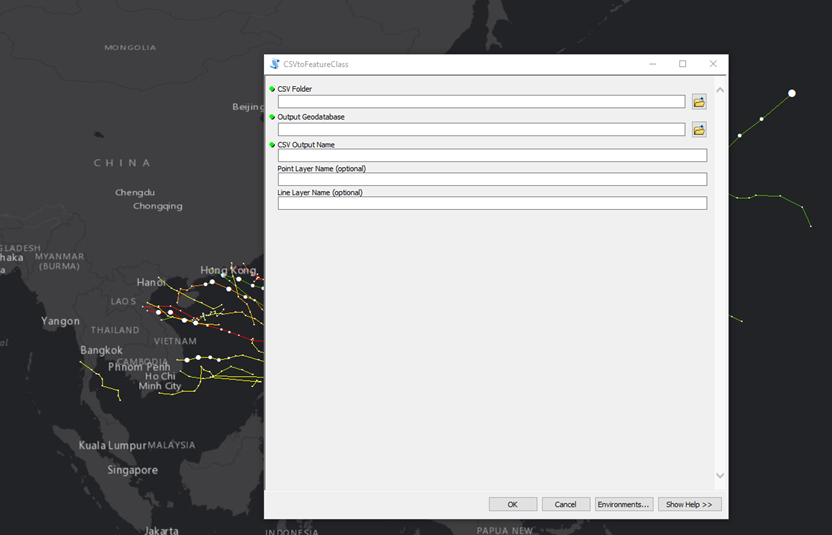 MONGOLIA
CSVtoFeatureClass
CSV Folder
Beijing
Output Geodatabase
CSV Output Name
CHINA
Point Layer Name (optional)
Chengdu
Line Layer Name (optional)
Chongqing
MYANMAR
(BURMA)
Hong Kong
Hanoi
LAOS
Yangon
THAILAND
VIETNAM
Bangkok
CAMBODIA
Phnom Penh
Ho Chi
Minh City
Kuala Lumpur
MALAYSIA
Singapore
OK
Cancel
Environments...
Show Help >>
Jakarta
INDONESIA
PAPUA NEW